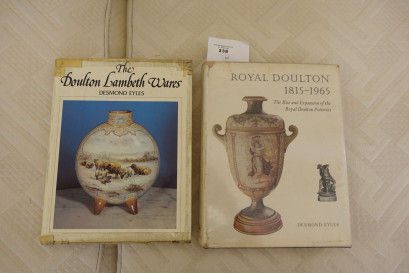 The
Doulton Lambeth Wares
DESMOND EYLES
238
ROYAL DOULTON
1815-1965
The Rise and Expansion of the
Royal Doulton Potteries
DESMOND EYLES